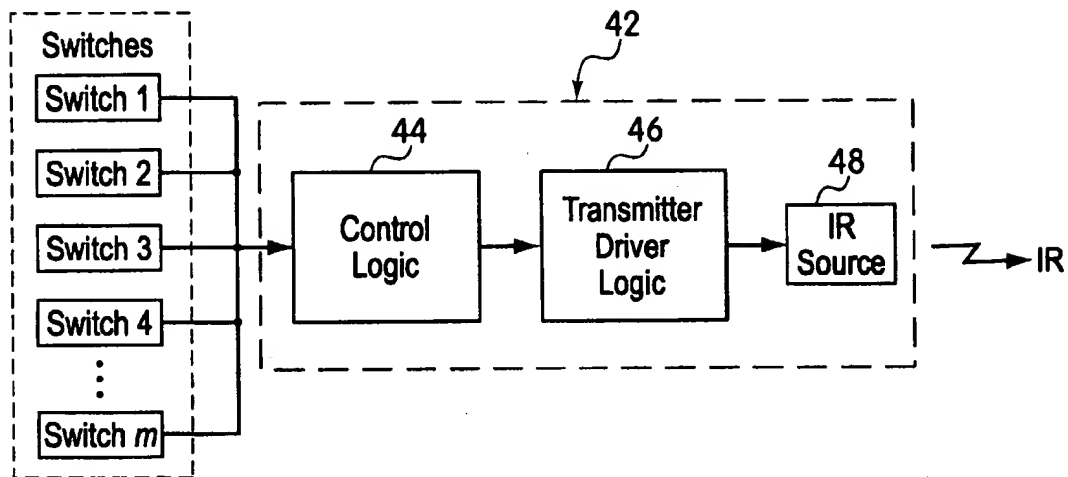 Switches
Switch 1
Switch 2
Switch 3
Switch 4
Switch m
42
44
Control
Logic
46
Transmitter
Driver
Logic
48
IR
Source
IR